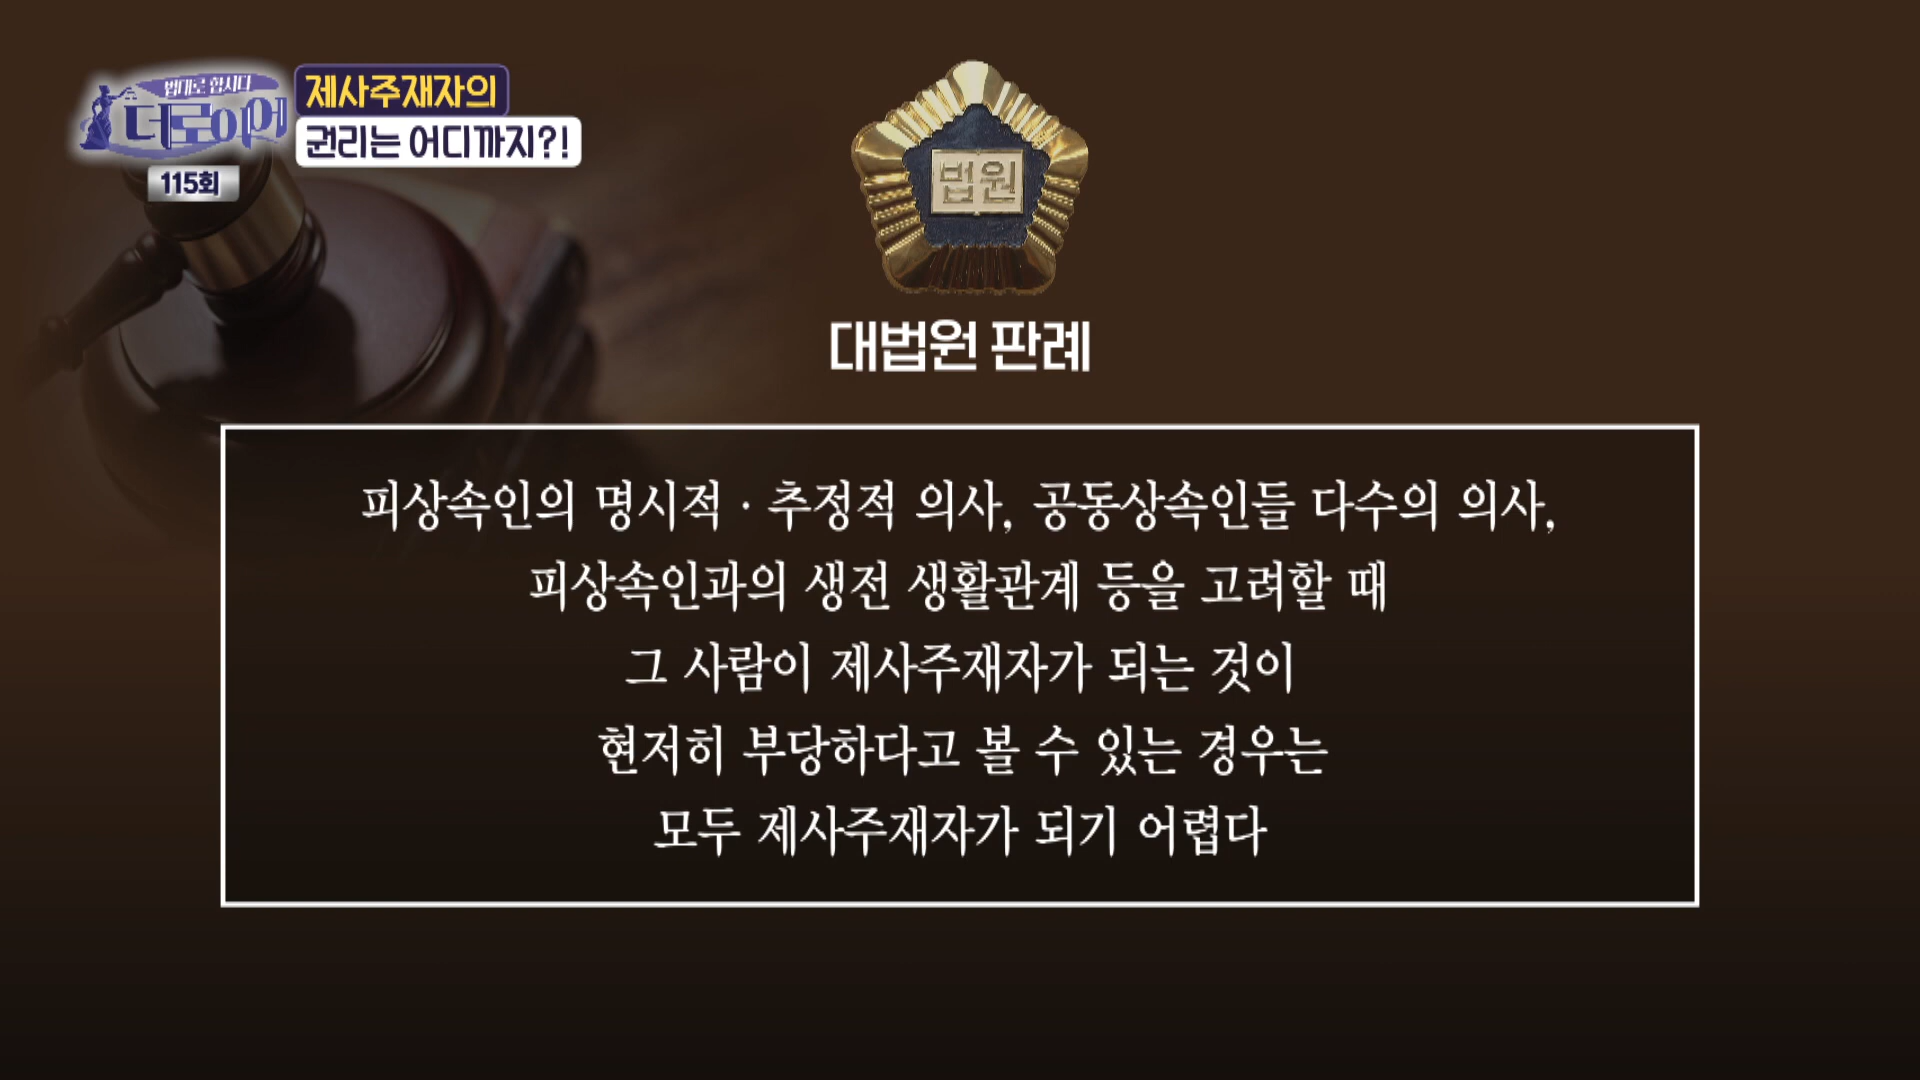 법대로 합시다
더로이어
115회
제사주재자의
권리는 어디까지?!
법원
대법원 판례
피상속인의 명시적 · 추정적 의사, 공동상속인들 다수의 의사,
피상속인과의 생전 생활관계 등을 고려할 때
그 사람이 제사주재자가 되는 것이
현저히 부당하다고 볼 수 있는 경우는
모두 제사주재자가 되기 어렵다